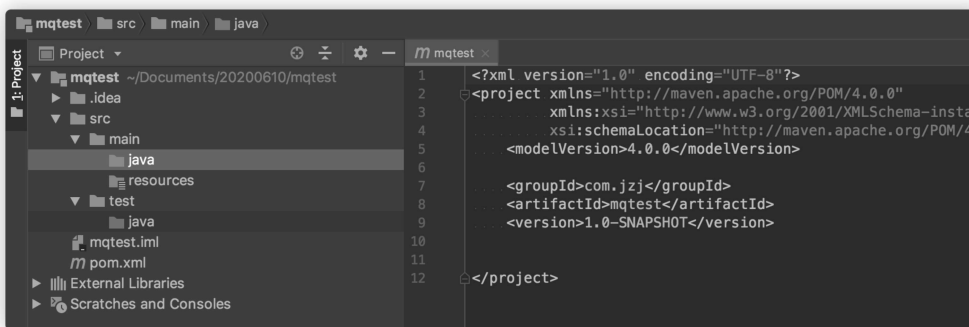 mqtest src main java
1: Project
Project
mqtest ~/Documents/20200610/mqtest
.idea
src
main
java
resources
test
java
mqtest.iml
pom.xml
External Libraries
Scratches and Consoles
mqtest
1 <?xml version="1.0" encoding="UTF-8"?>
2 <project xmlns="http://maven.apache.org/POM/4.0.0"
3 xmlns:xsi="http://www.w3.org/2001/XMLSchema-insta
4 xsi:schemaLocation="http://maven.apache.org/POM/4
5 <modelVersion>4.0.0</modelVersion>
6
7 <groupId>com.jzj</groupId>
8 <artifactId>mqtest</artifactId>
9 <version>1.0-SNAPSHOT</version>
10
11
12 </project>